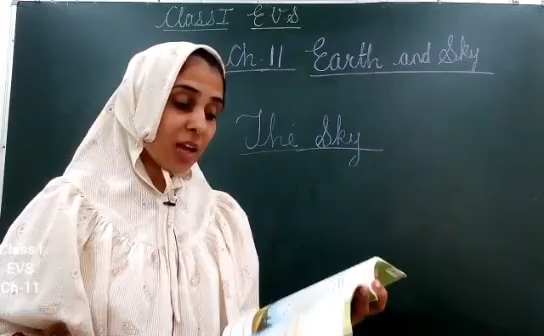 Class I EVS
Ch-11 Earth and Sky
The Sky
Class I
EVS
Ch-11